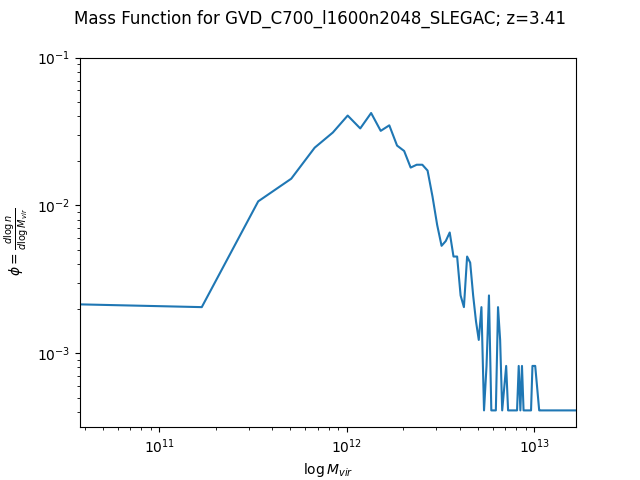 Mass Function for GVD_C700_l1600n2048_SLEGAC; z=3.41
10⁻¹
10⁻²
10⁻³
ϕ = d log n / d log M_vir
10¹¹ 10¹² 10¹³
log M_vir